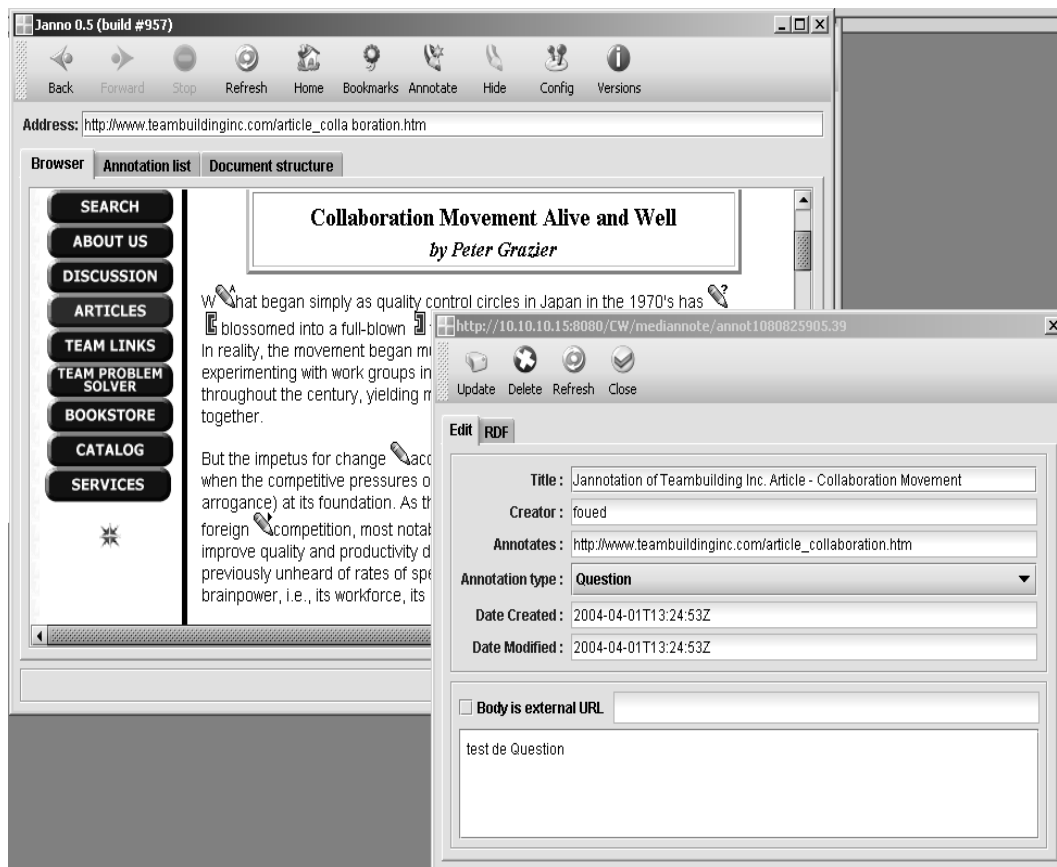 Janno 0.5 (build #957)
Back Forward Stop Refresh Home Bookmarks Annotate Hide Config Versions
Address: http://www.teambuildinginc.com/article_colla boration.htm
Browser Annotation list Document structure
SEARCH
ABOUT US
DISCUSSION
ARTICLES
TEAM LINKS
TEAM PROBLEM
SOLVER
BOOKSTORE
CATALOG
SERVICES
Collaboration Movement Alive and Well
by Peter Grazier
What began simply as quality control circles in Japan in the 1970's has
blossomed into a full-blown
In reality, the movement began
experimenting with work groups in
throughout the century, yielding
together.
But the impetus for change
when the competitive pressures
arrogance) at its foundation. As
foreign competition, most
improve quality and productivity
previously unheard of rates of
brainpower, i.e., its workforce, its
http://10.10.10.15:8080/CW/mediannote/annot1080825905.39
Update Delete Refresh Close
Edit RDF
Title : Jannotation of Teambuilding Inc. Article - Collaboration Movement
Creator : foued
Annotates : http://www.teambuildinginc.com/article_collaboration.htm
Annotation type : Question
Date Created : 2004-04-01T13:24:53Z
Date Modified : 2004-04-01T13:24:53Z
Body is external URL
test de Question